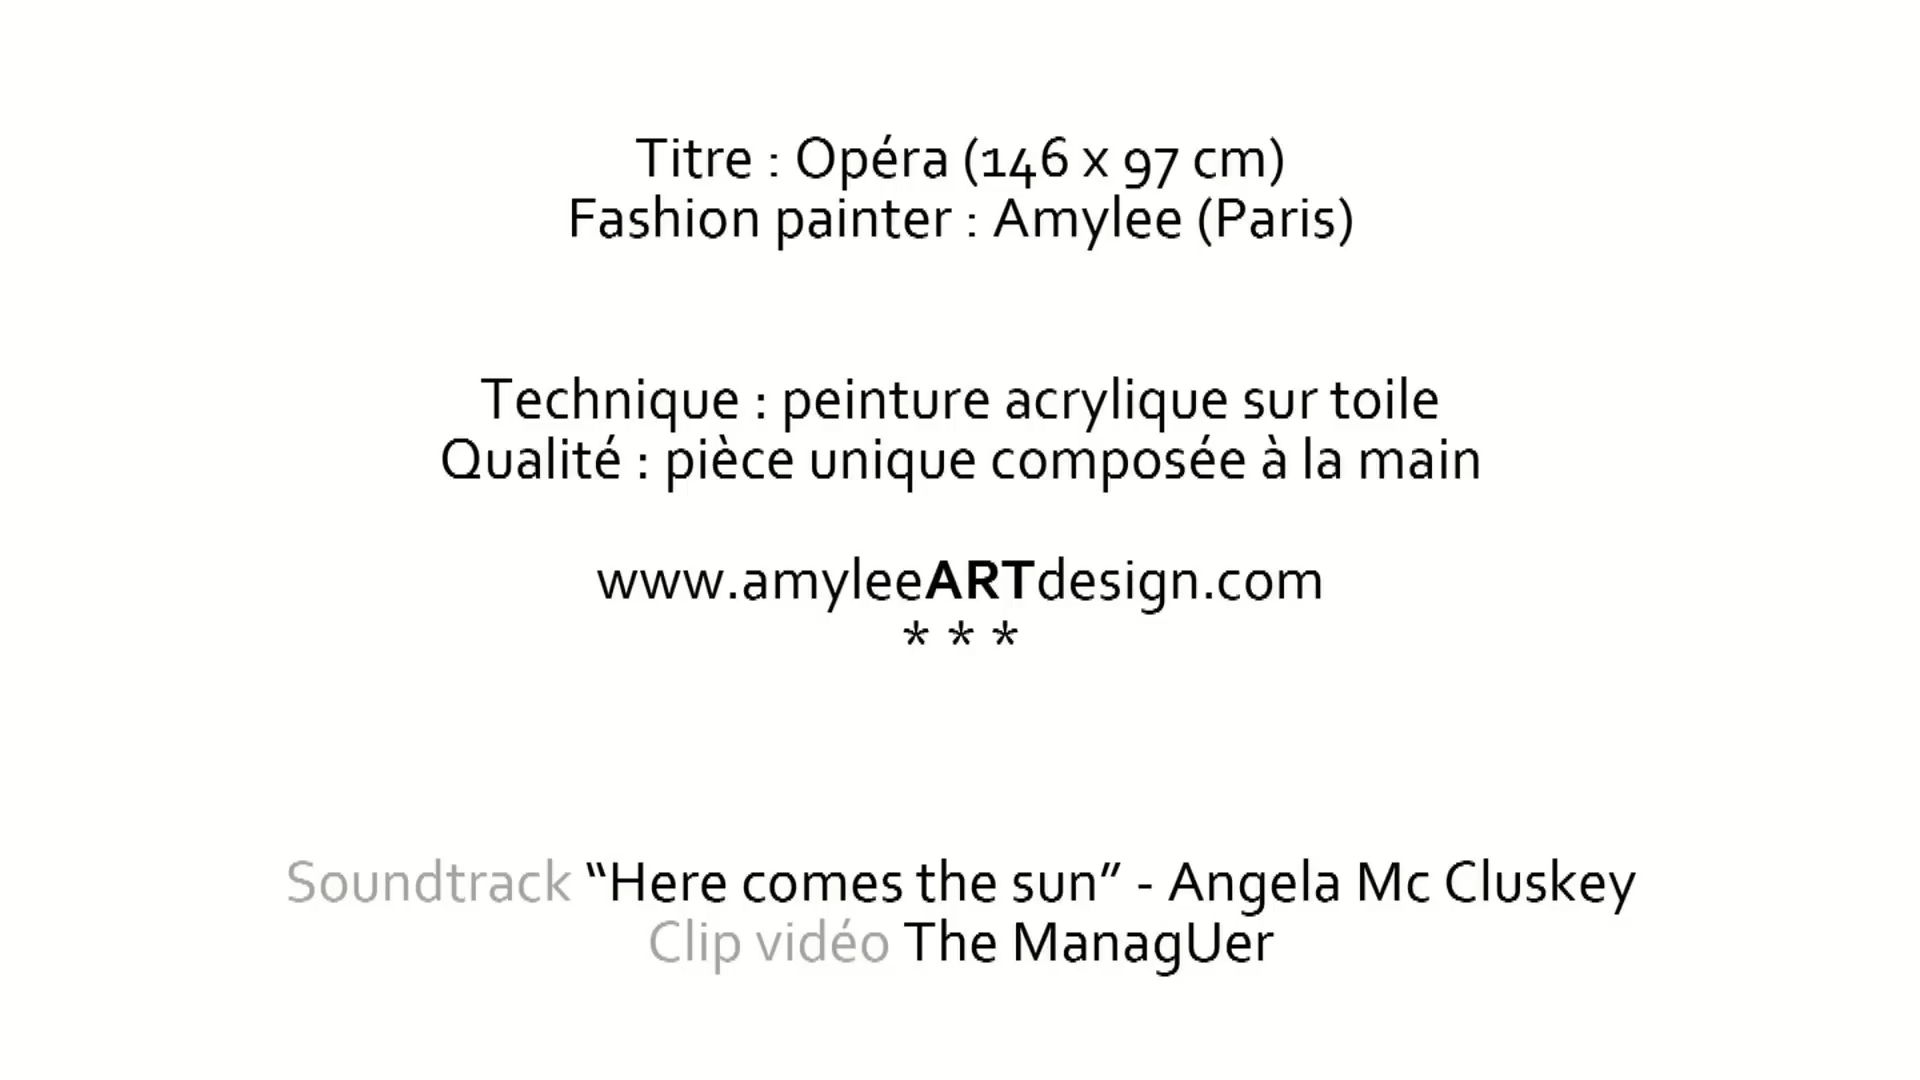 Titre : Opéra (146 x 97 cm)
Fashion painter : Amylee (Paris)
Technique : peinture acrylique sur toile
Qualité : pièce unique composée à la main
www.amyleeARTdesign.com
* * *
Soundtrack “Here comes the sun” - Angela Mc Cluskey
Clip vidéo The ManagUer